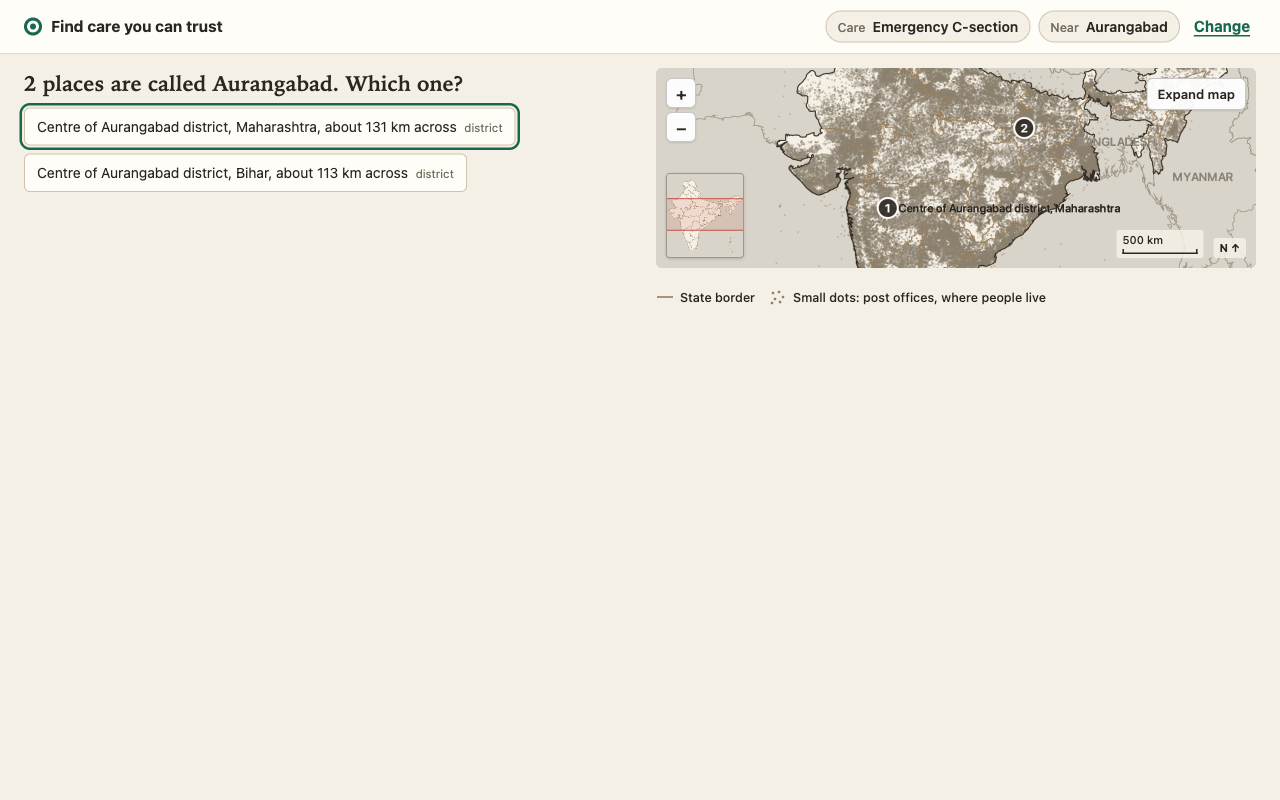 Find care you can trust
Care Emergency C-section
Near Aurangabad
Change
2 places are called Aurangabad. Which one?
Centre of Aurangabad district, Maharashtra, about 131 km across district
Centre of Aurangabad district, Bihar, about 113 km across district
+
−
Expand map
2
NGLADESH
MYANMAR
1 Centre of Aurangabad district, Maharashtra
500 km
N ↑
State border
Small dots: post offices, where people live